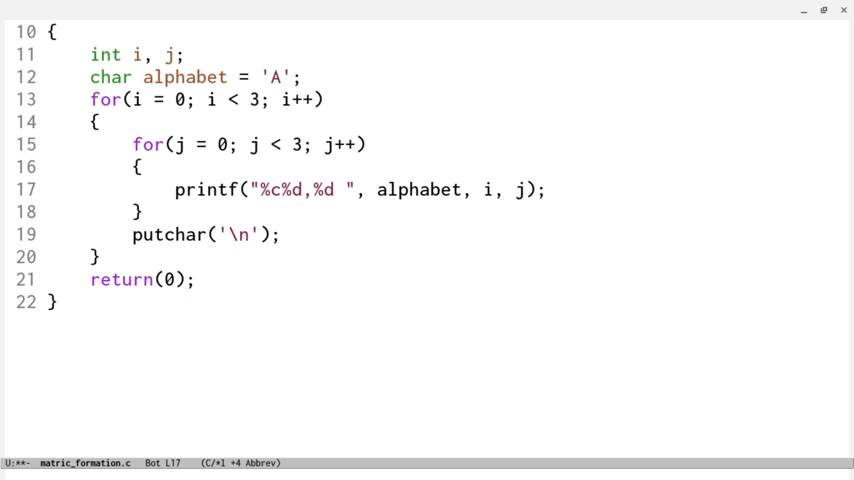 10 {
11     int i, j;
12     char alphabet = 'A';
13     for(i = 0; i < 3; i++)
14     {
15         for(j = 0; j < 3; j++)
16         {
17             printf("%c%d,%d ", alphabet, i, j);
18         }
19         putchar('\n');
20     }
21     return(0);
22 }
U:**-  matric_formation.c   Bot L17    (C/*l +4 Abbrev)